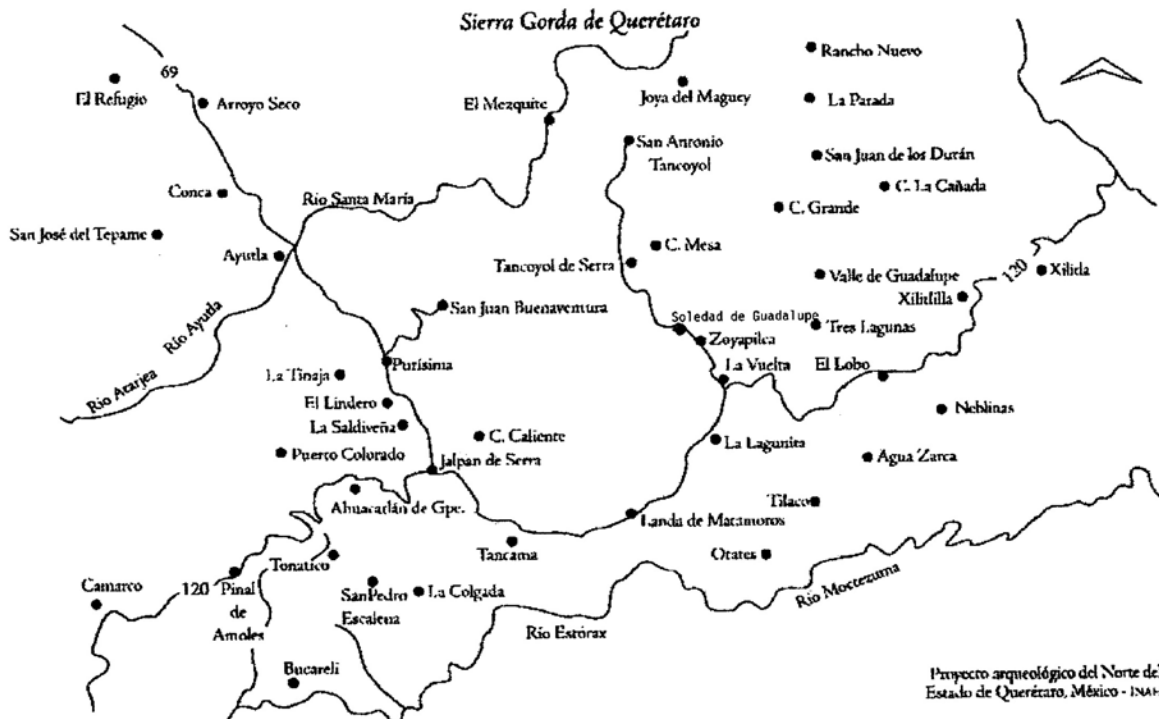 Sierra Gorda de Querétaro
Rancho Nuevo
69
El Refugio
Arroyo Seco
El Mezquite
Joya del Maguey
La Parada
San Antonio
Tancoyol
San Juan de los Durán
Conca
C. La Cañada
Río Santa María
C. Grande
San José del Tepame
Ayutla
C. Mesa
Tancoyol de Serra
Valle de Guadalupe
120
Xilida
Xilitlilla
San Juan Buenaventura
Río Ayutla
Soledad de Guadalupe
Tres Lagunas
Zoyapilca
Purísima
La Vuelta
El Lobo
La Tinaja
Río Atarjea
El Lindero
Neblinas
La Saldiveña
C. Caliente
La Lagunita
Puerto Colorado
Jalpan de Serra
Agua Zarca
Ahuacatlán de Gpe.
Tilaco
Landa de Matamoros
Tancama
Otates
Tonatico
Camarco
120
Pinal
de
Amoles
San Pedro
Escalena
La Colgada
Río Moctezuma
Río Estórax
Bucareli
Proyecto arqueológico del Norte del
Estado de Querétaro, México - INAH